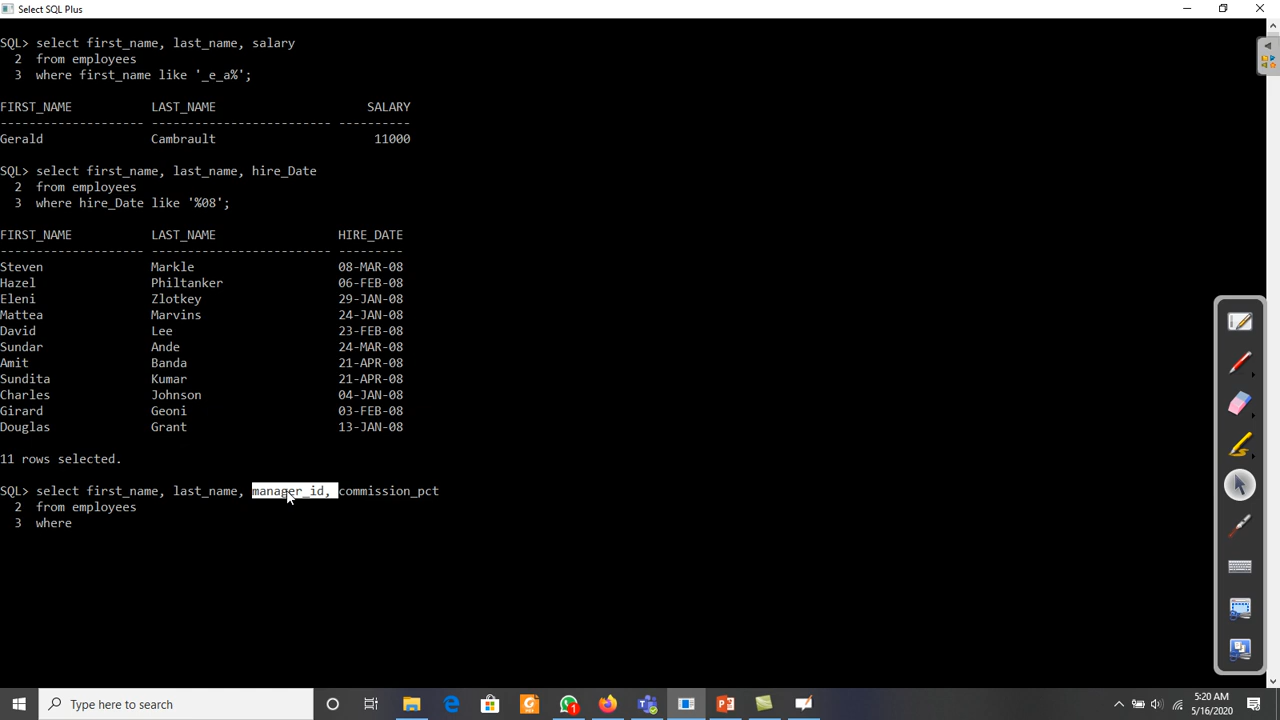 Select SQL Plus
SQL> select first_name, last_name, salary
2 from employees
3 where first_name like '_e_a%';
FIRST_NAME LAST_NAME SALARY
-------------------- ------------------------- ----------
Gerald Cambrault 11000
SQL> select first_name, last_name, hire_Date
2 from employees
3 where hire_Date like '%08';
FIRST_NAME LAST_NAME HIRE_DATE
-------------------- ------------------------- ---------
Steven Markle 08-MAR-08
Hazel Philtanker 06-FEB-08
Eleni Zlotkey 29-JAN-08
Mattea Marvins 24-JAN-08
David Lee 23-FEB-08
Sundar Ande 24-MAR-08
Amit Banda 21-APR-08
Sundita Kumar 21-APR-08
Charles Johnson 04-JAN-08
Girard Geoni 03-FEB-08
Douglas Grant 13-JAN-08
11 rows selected.
SQL> select first_name, last_name, manager_id, commission_pct
2 from employees
3 where
Type here to search
5:20 AM
5/16/2020